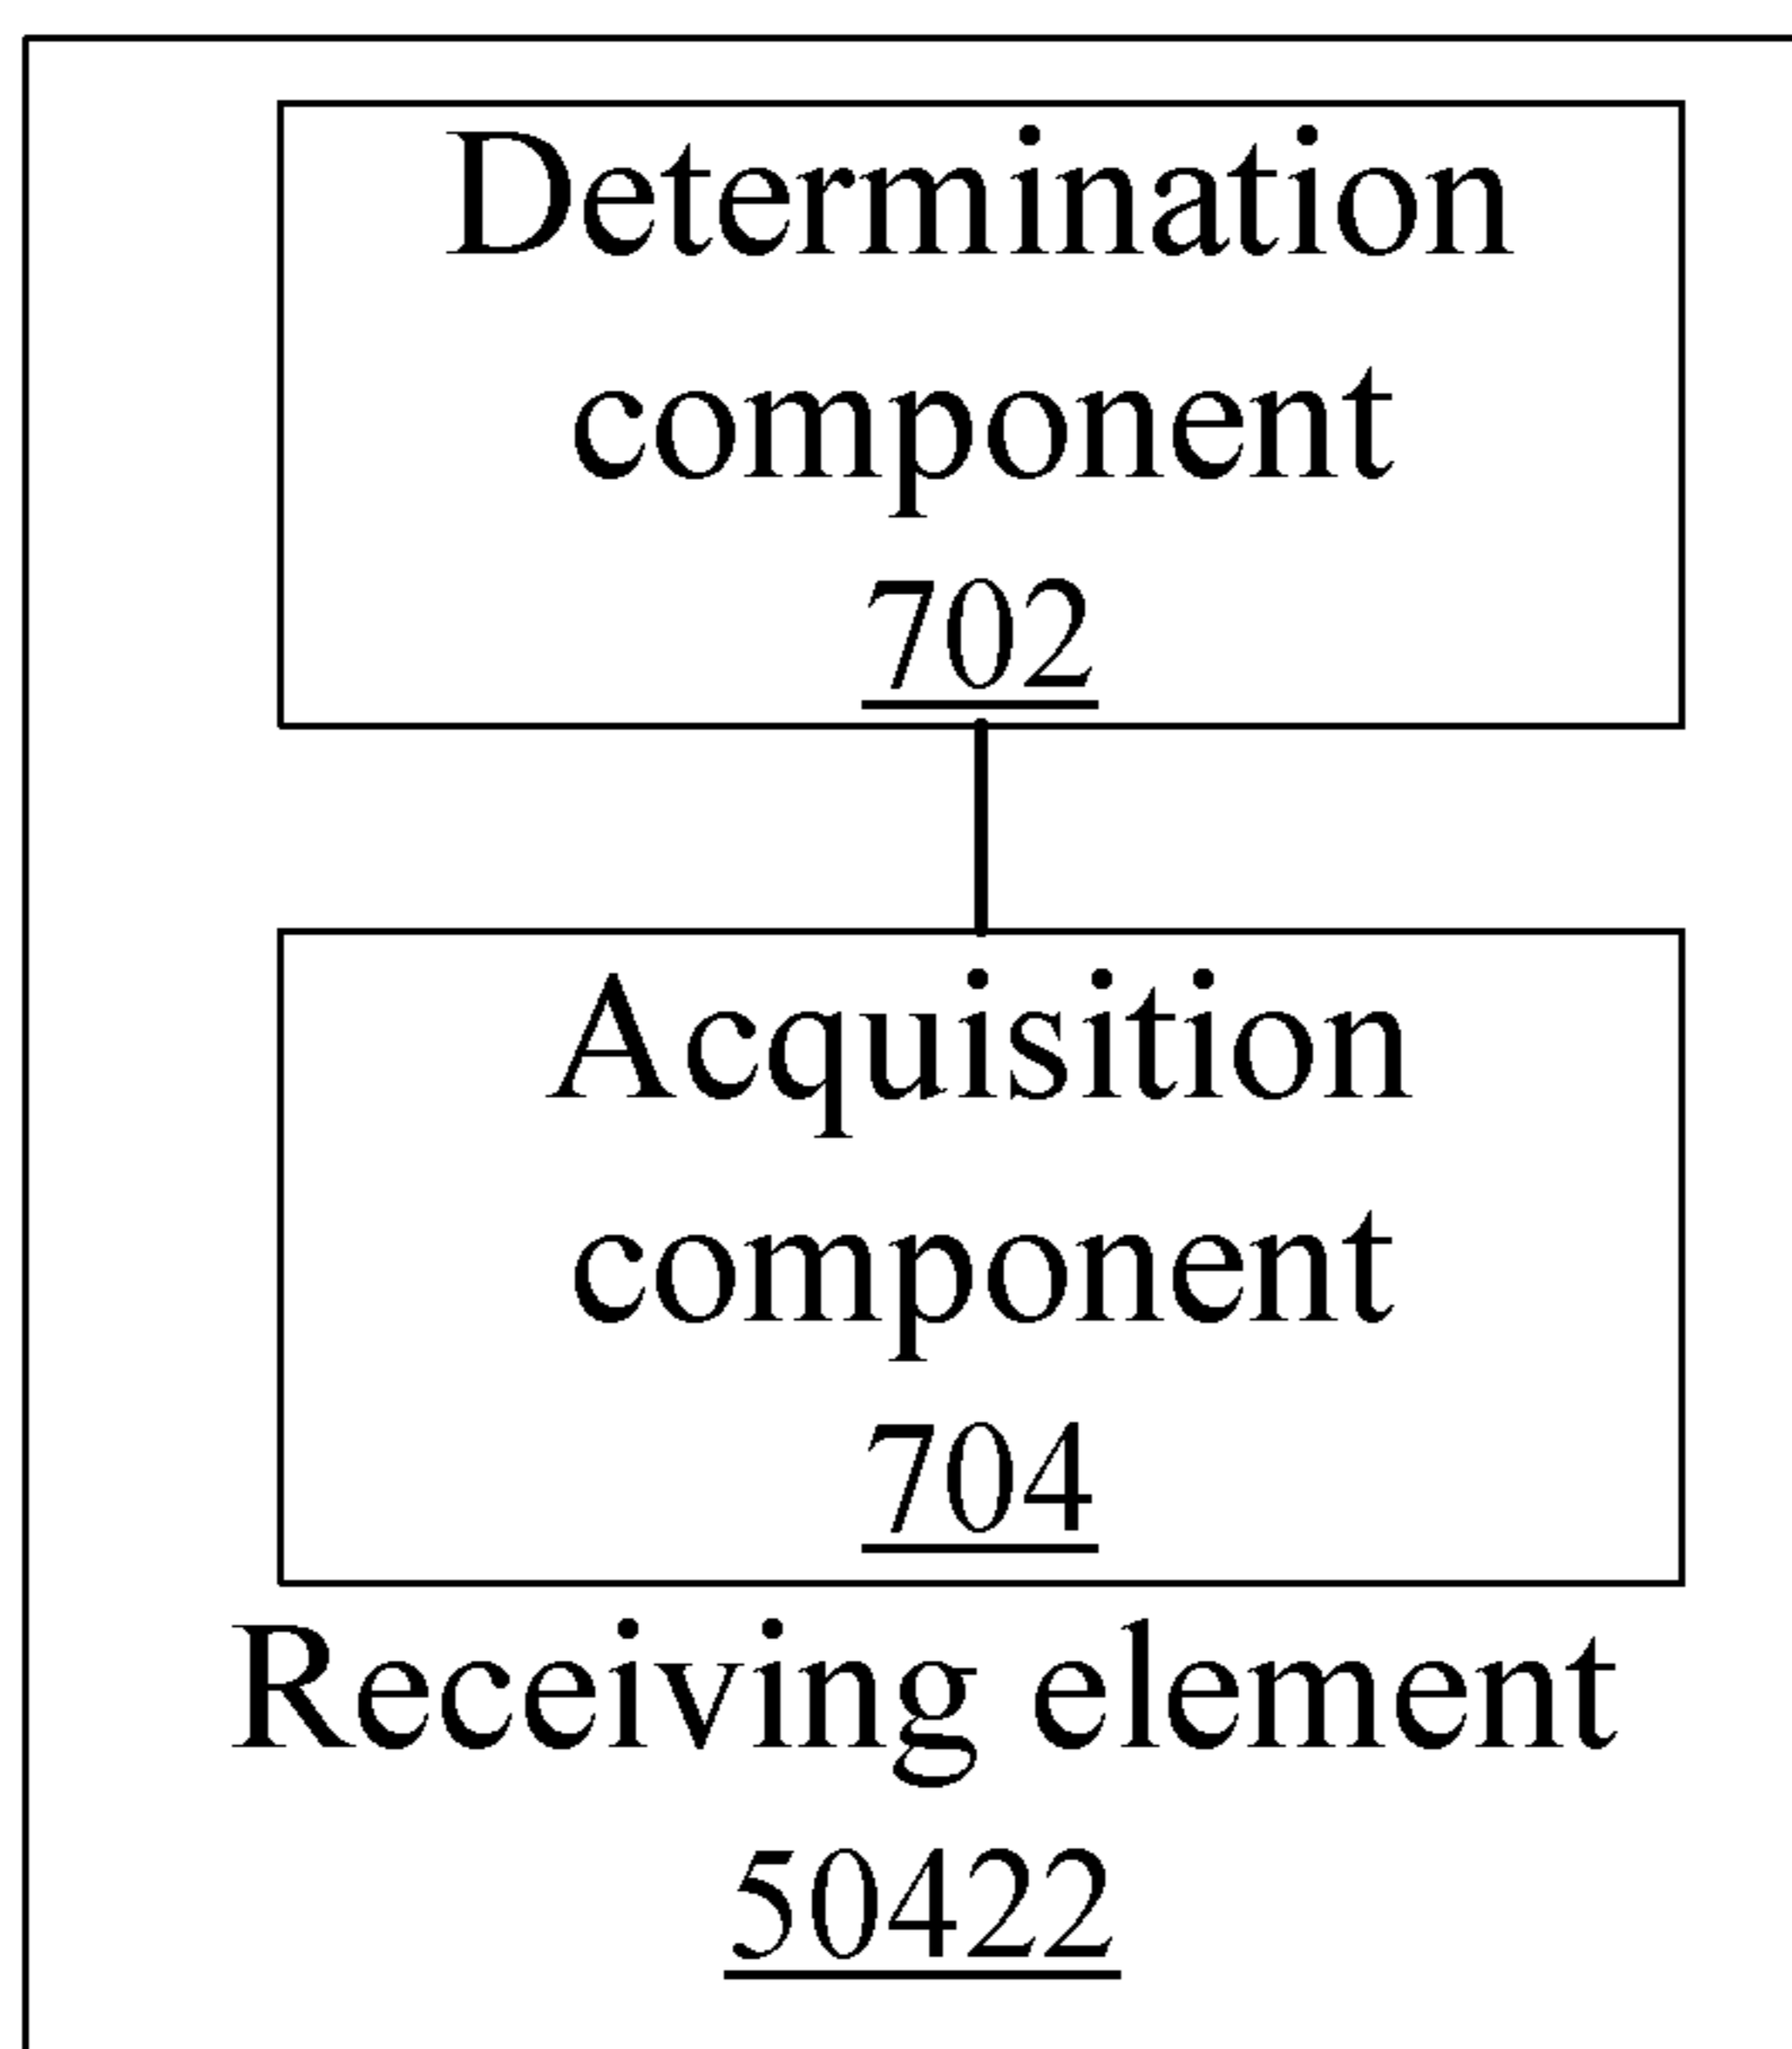 Determination
component
702
Acquisition
component
704
Receiving element
50422